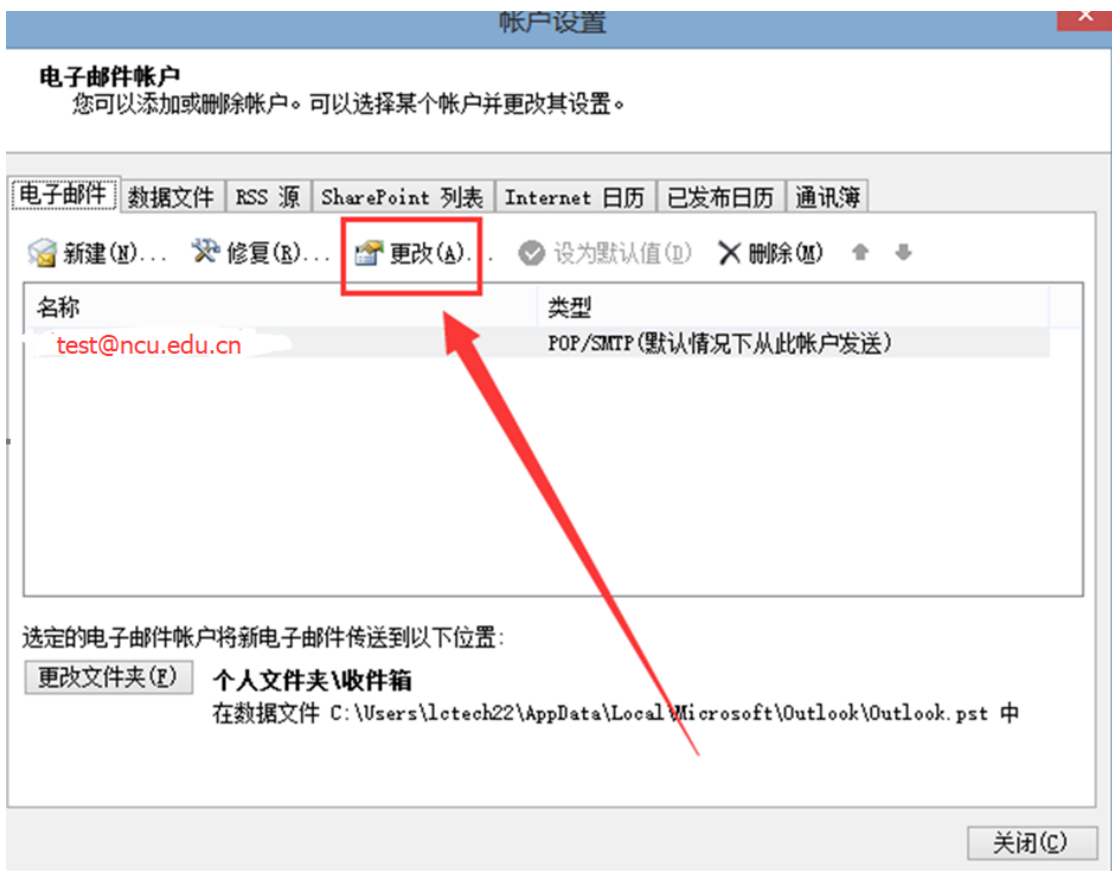 帐户设置
电子邮件帐户
您可以添加或删除帐户。可以选择某个帐户并更改其设置。
电子邮件 数据文件 RSS 源 SharePoint 列表 Internet 日历 已发布日历 通讯簿
新建(N)... 修复(R)... 更改(A)... 设为默认值(D) 删除(M)
名称 类型
test@ncu.edu.cn POP/SMTP(默认情况下从此帐户发送)
选定的电子邮件帐户将新电子邮件传送到以下位置:
更改文件夹(F) 个人文件夹\收件箱
在数据文件 C:\Users\lctech22\AppData\Local\Microsoft\Outlook\Outlook.pst 中
关闭(C)